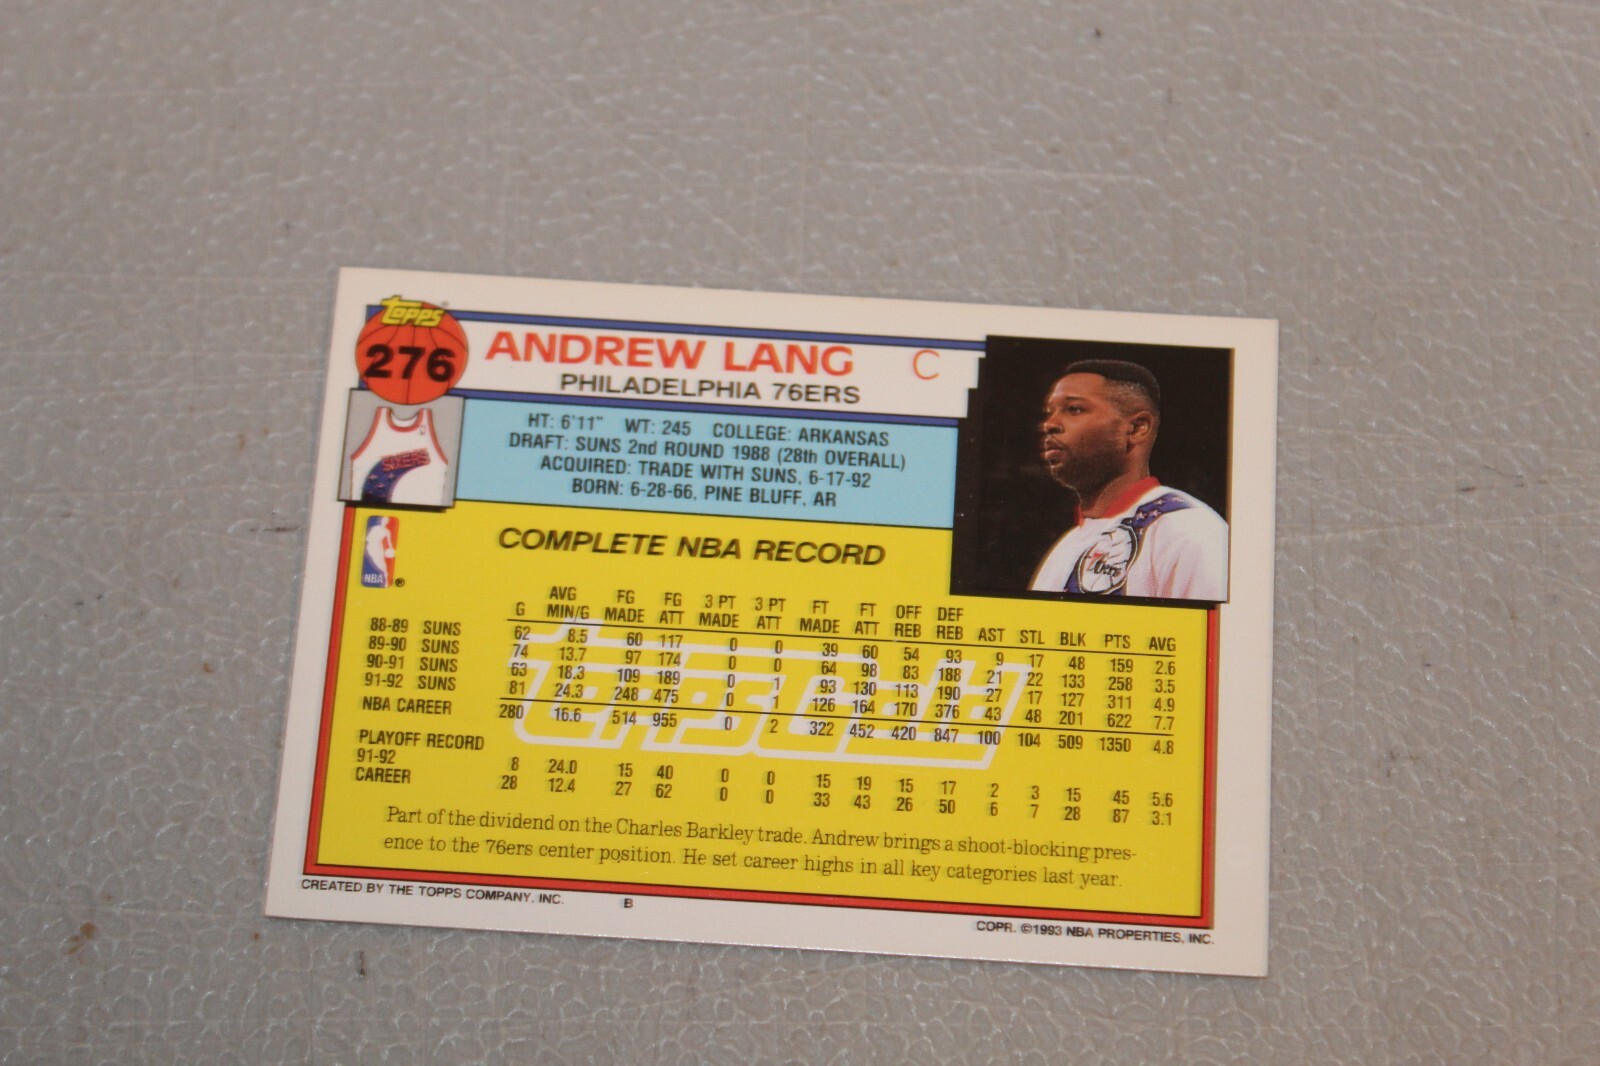 topps
276
ANDREW LANG C
PHILADELPHIA 76ERS
HT: 6'11" WT: 245 COLLEGE: ARKANSAS
DRAFT: SUNS 2nd ROUND 1988 (28th OVERALL)
ACQUIRED: TRADE WITH SUNS, 6-17-92
BORN: 6-28-66, PINE BLUFF, AR
SIXERS
76ers
NBA ®
COMPLETE NBA RECORD
G AVG MIN/G FG MADE FG ATT 3 PT MADE 3 PT ATT FT MADE FT ATT OFF REB DEF REB AST STL BLK PTS AVG
88-89 SUNS 62 8.5 60 117 0 0 39 60 54 93 9 17 48 159 2.6
89-90 SUNS 74 13.7 97 174 0 0 64 98 83 188 21 22 133 258 3.5
90-91 SUNS 63 18.3 109 189 0 1 93 130 113 190 27 17 127 311 4.9
91-92 SUNS 81 24.3 248 475 0 1 126 164 170 376 43 48 201 622 7.7
NBA CAREER 280 16.6 514 955 0 2 322 452 420 847 100 104 509 1350 4.8
PLAYOFF RECORD
91-92 8 24.0 15 40 0 0 15 19 15 17 2 3 15 45 5.6
CAREER 28 12.4 27 62 0 0 33 43 26 50 6 7 28 87 3.1
ToppsGold
Part of the dividend on the Charles Barkley trade. Andrew brings a shoot-blocking pres-
ence to the 76ers center position. He set career highs in all key categories last year.
CREATED BY THE TOPPS COMPANY, INC. B
COPR. ©1993 NBA PROPERTIES, INC.